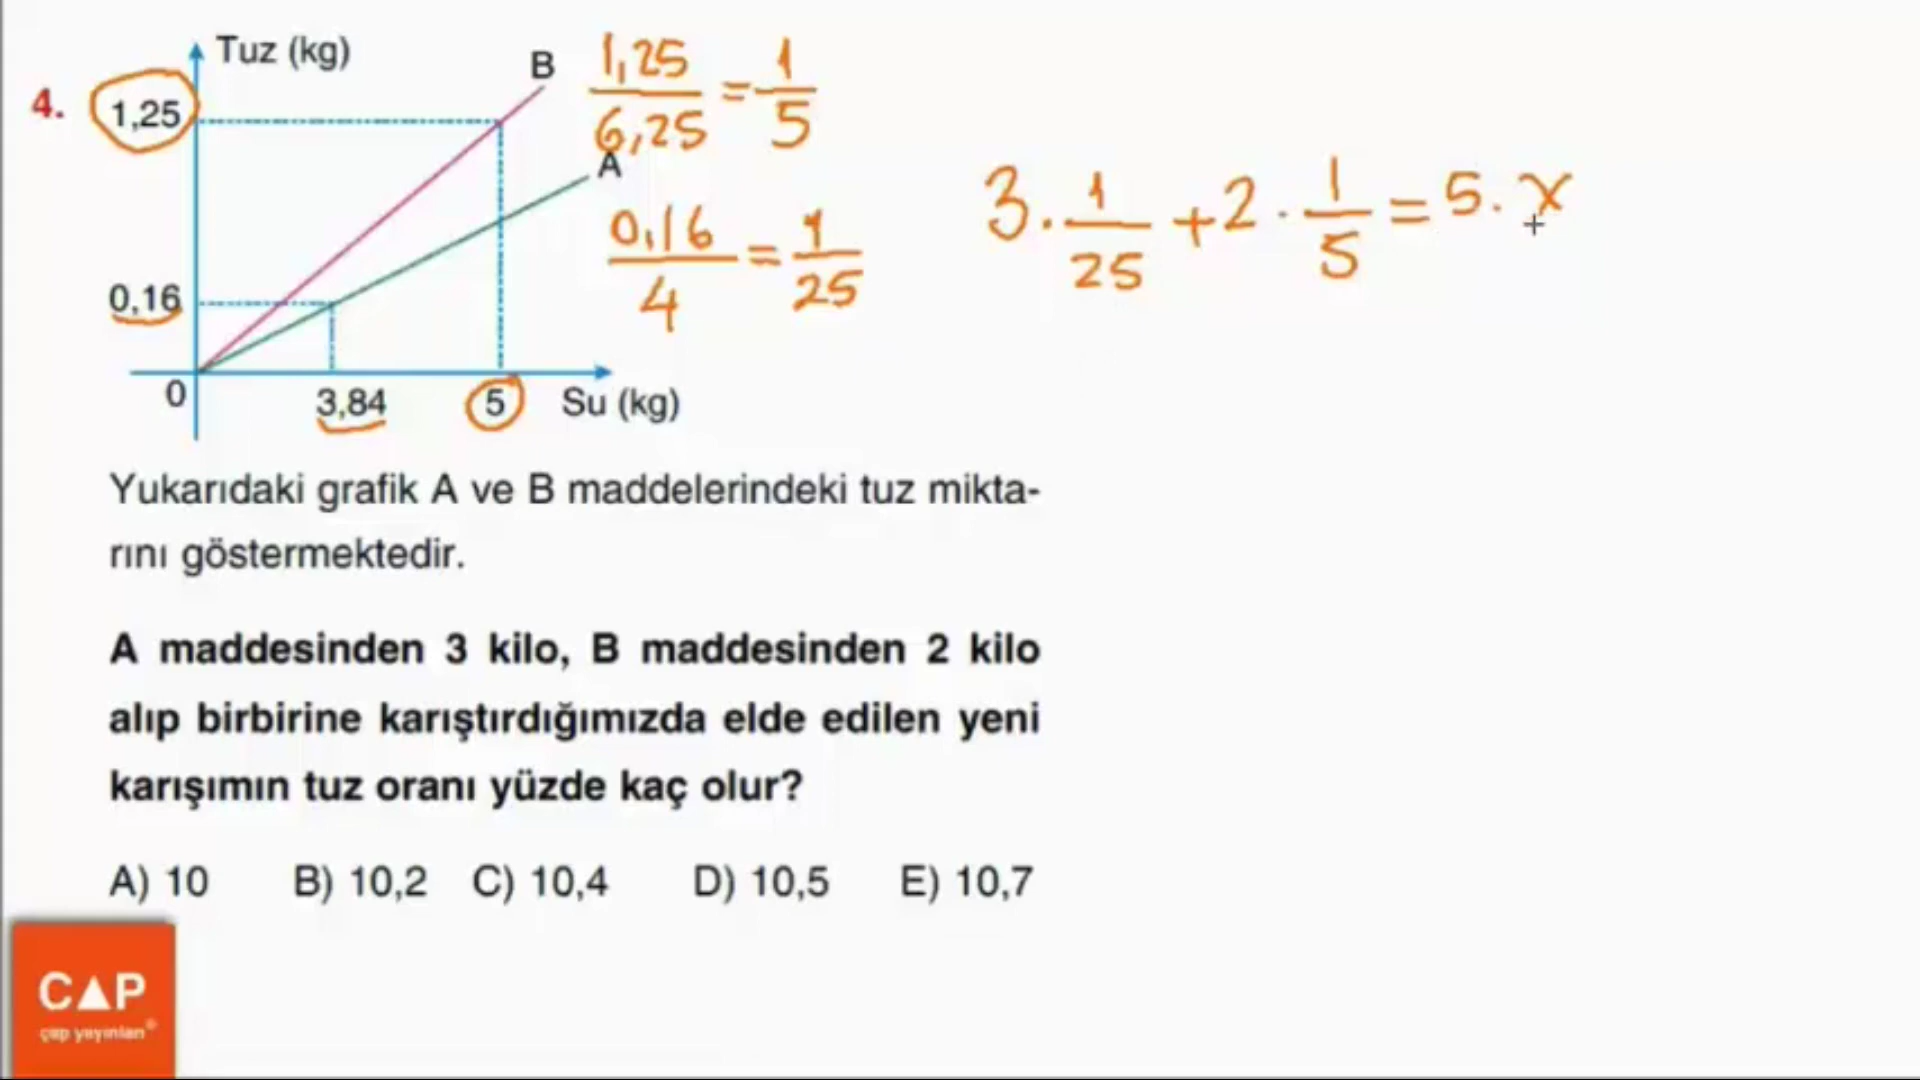 Tuz (kg)
B
1,25/6,25 = 1/5
4.
1,25
A
3 · 1/25 + 2 · 1/5 = 5 · x
0,16/4 = 1/25
0,16
0
3,84
5
Su (kg)
Yukarıdaki grafik A ve B maddelerindeki tuz mikta-
rını göstermektedir.
A maddesinden 3 kilo, B maddesinden 2 kilo
alıp birbirine karıştırdığımızda elde edilen yeni
karışımın tuz oranı yüzde kaç olur?
A) 10 B) 10,2 C) 10,4 D) 10,5 E) 10,7
CAP
çap yayınları®